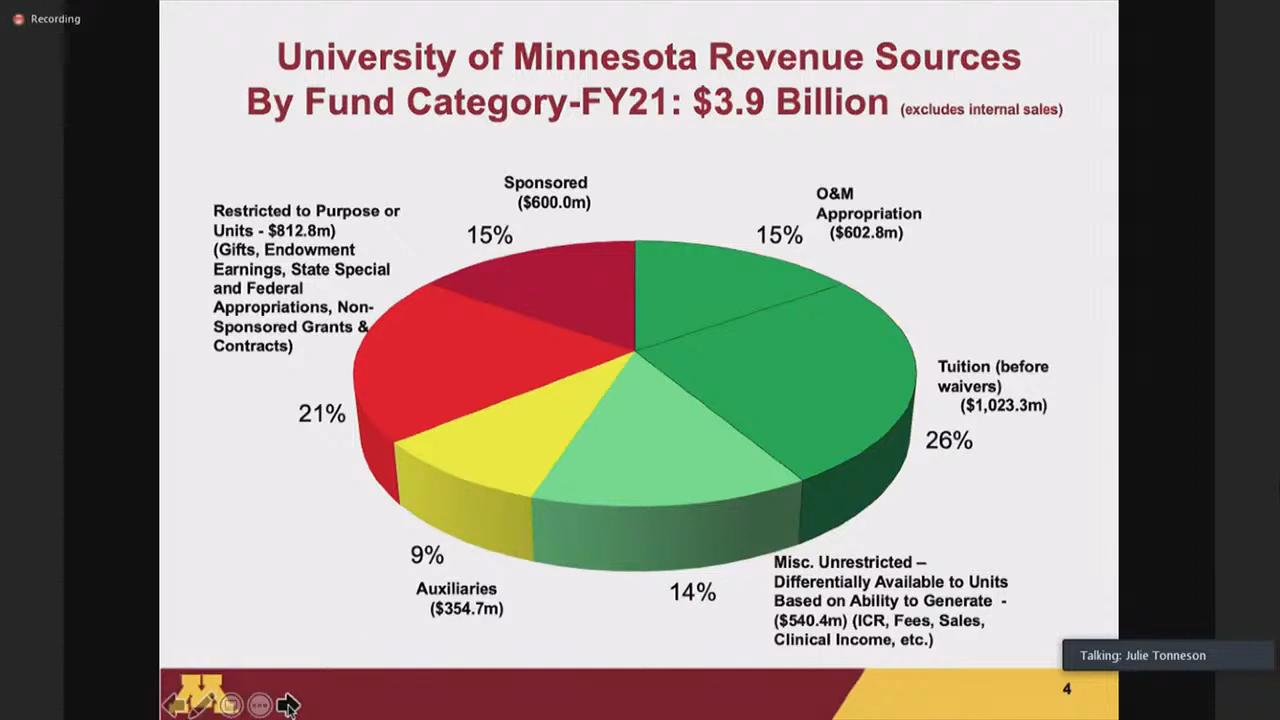 Recording
University of Minnesota Revenue Sources
By Fund Category-FY21: $3.9 Billion (excludes internal sales)
Sponsored
($600.0m)
15%
O&M
Appropriation
($602.8m)
15%
Restricted to Purpose or
Units - $812.8m)
(Gifts, Endowment
Earnings, State Special
and Federal
Appropriations, Non-
Sponsored Grants &
Contracts)
21%
Tuition (before
waivers)
($1,023.3m)
26%
9%
Auxiliaries
($354.7m)
14%
Misc. Unrestricted –
Differentially Available to Units
Based on Ability to Generate -
($540.4m) (ICR, Fees, Sales,
Clinical Income, etc.)
Talking: Julie Tonneson
M
4